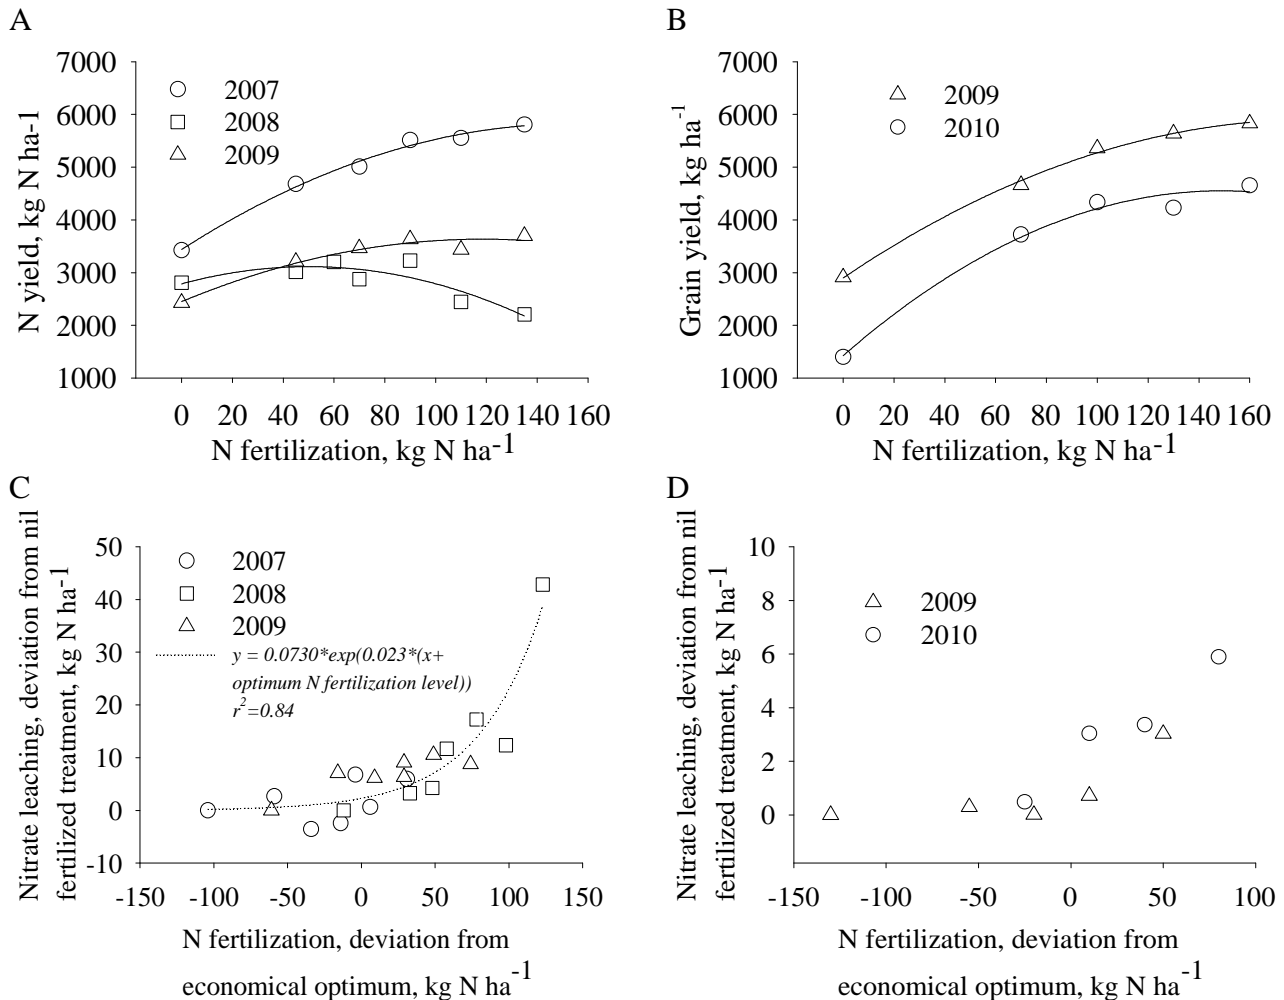 A
N yield, kg N ha-1
7000
6000
5000
4000
3000
2000
1000
2007
2008
2009
0 20 40 60 80 100 120 140 160
N fertilization, kg N ha-1
B
Grain yield, kg ha-1
7000
6000
5000
4000
3000
2000
1000
2009
2010
0 20 40 60 80 100 120 140 160
N fertilization, kg N ha-1
C
Nitrate leaching, deviation from nil
fertilized treatment, kg N ha-1
50
40
30
20
10
0
-10
2007
2008
2009
y = 0.0730*exp(0.023*(x+
optimum N fertilization level))
r2=0.84
-150 -100 -50 0 50 100 150
N fertilization, deviation from
economical optimum, kg N ha-1
D
Nitrate leaching, deviation from nil
fertilized treatment, kg N ha-1
10
8
6
4
2
0
2009
2010
-150 -100 -50 0 50 100
N fertilization, deviation from
economical optimum, kg N ha-1